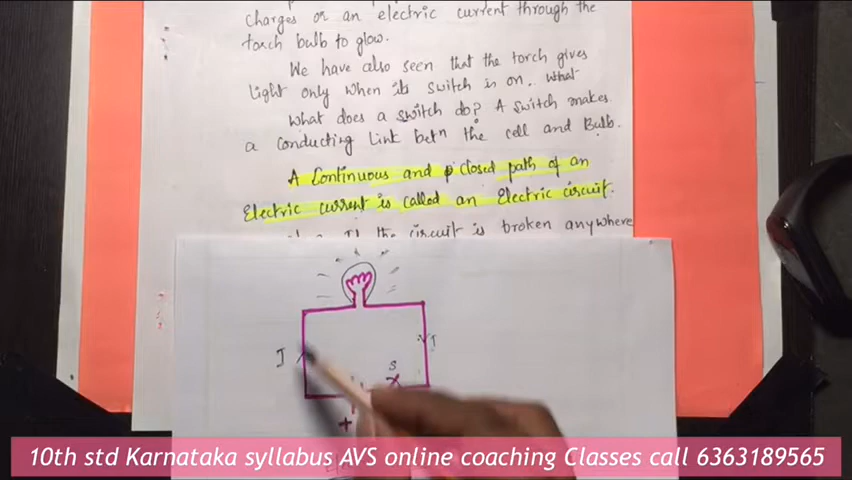 charges or an electric current through the
torch bulb to glow.
We have also seen that the torch gives
light only when its switch is on. What
what does a switch do? A switch makes
a conducting link betⁿ the cell and Bulb.
A Continuous and closed path of an
Electric current is called an Electric circuit.
the circuit is broken anywhere
I
I
S
+
10th std Karnataka syllabus AVS online coaching Classes call 6363189565